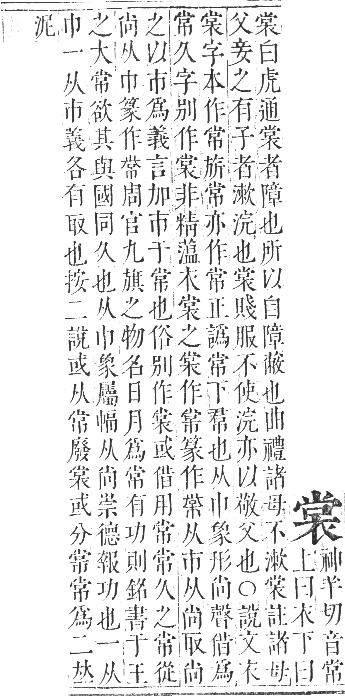 裳神羊切音常
上曰衣下曰
裳白虎通裳者障也所以自障蔽也曲禮諸母不漱裳註諸母
父妾之有子者漱浣也裳賤服不使浣亦以敬父也○說文衣
裳字本作常旂常亦作常正譌常下帬也从巾象形尚聲借爲
常久字別作裳非精薀衣裳之裳作常篆作㡓从巿从尚取尚
之以巿爲義言加巿于常也俗別作裳或借用常常久之常從
尚从巾篆作常周官九旗之物名日月爲常有功則銘書于王
之大常欲其與國同久也从巾象屬幅从尚崇德報功也一从
巾一从巿義各有取也按二說或从常廢裳或分㡓常爲二𠀤
泥